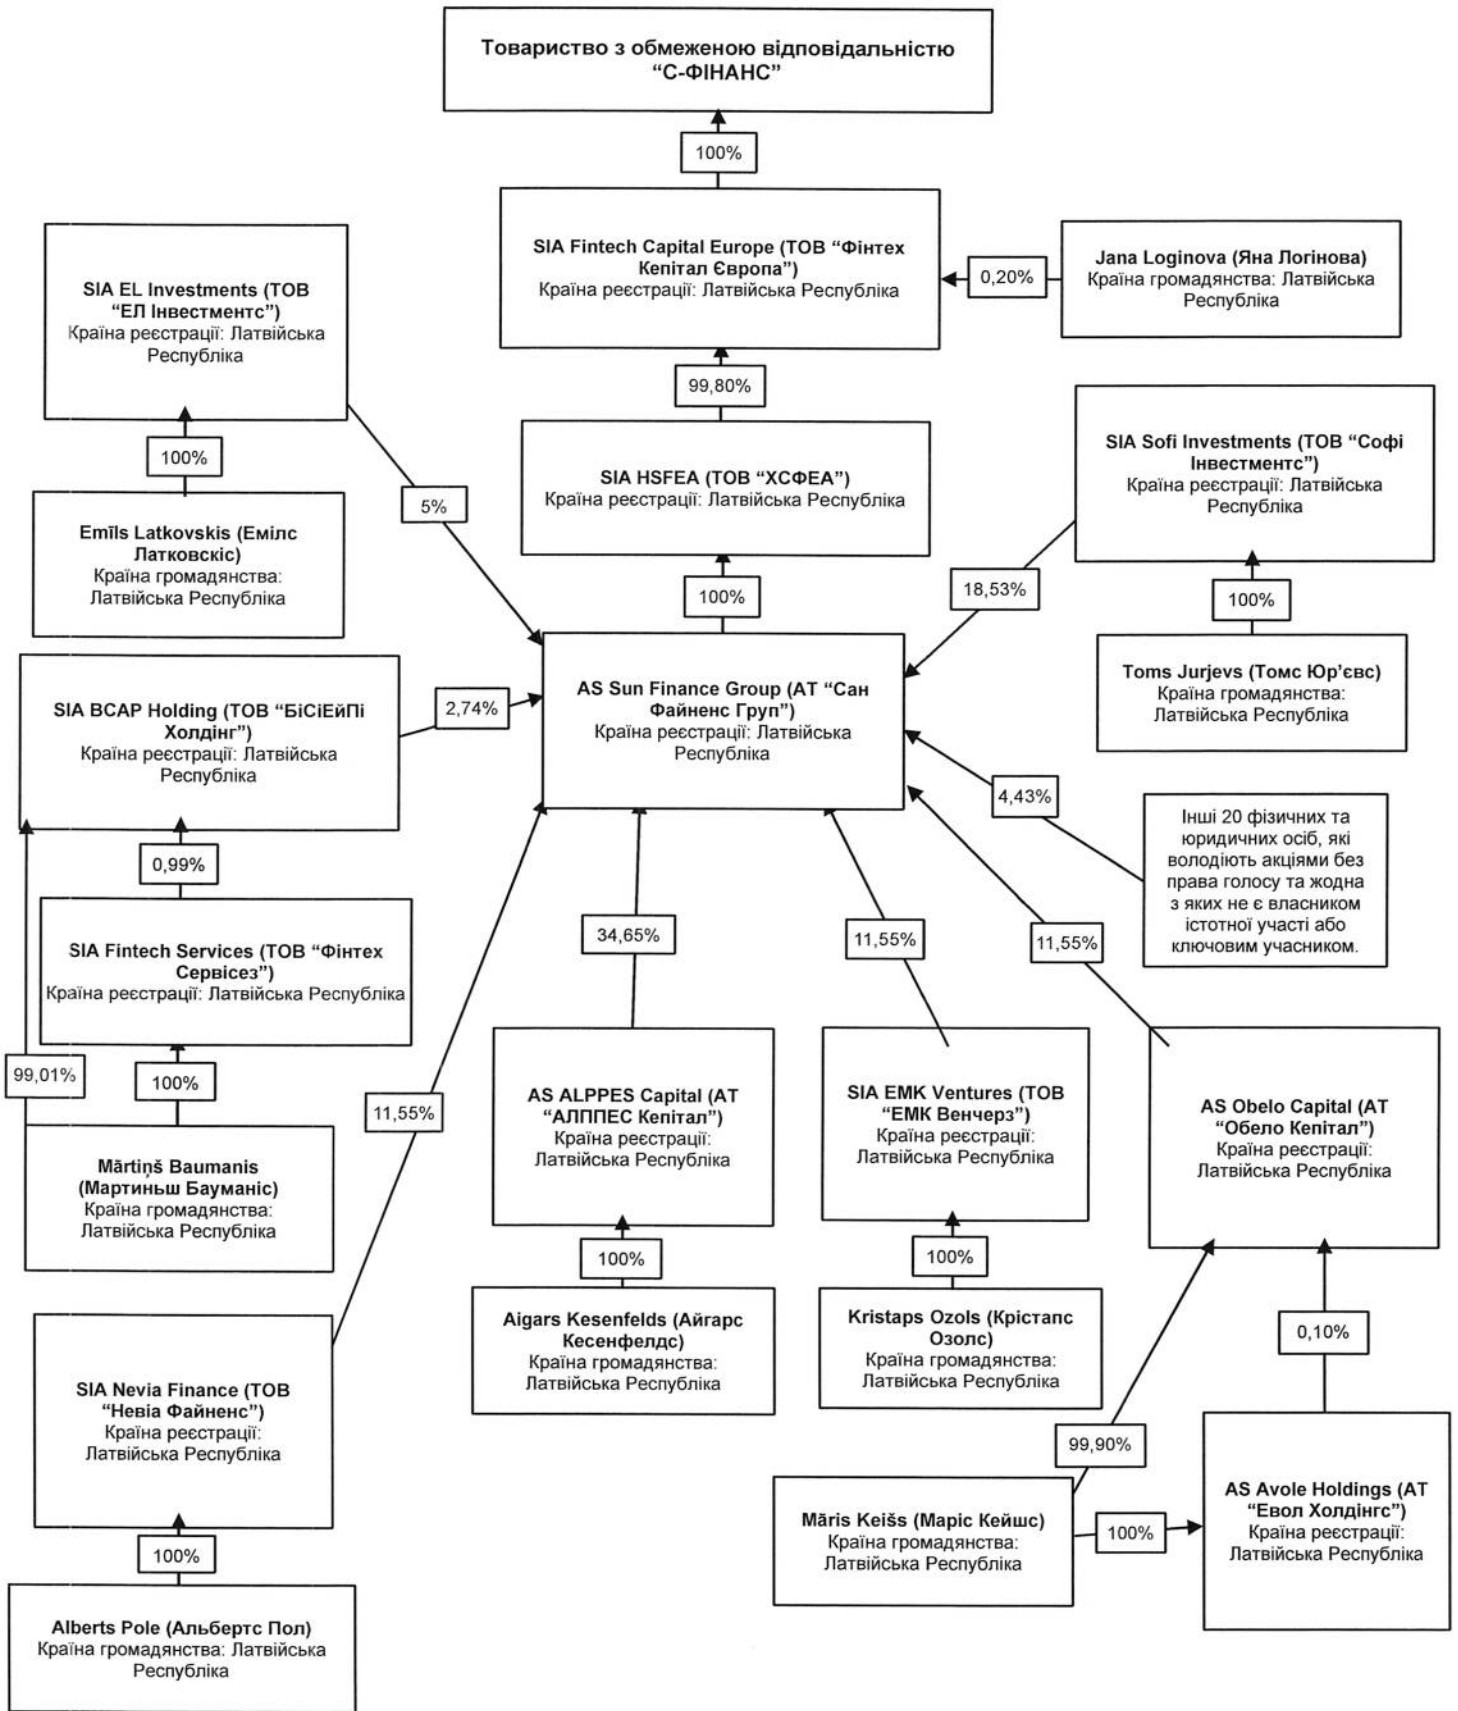 Товариство з обмеженою відповідальністю
“С-ФІНАНС”
100%
SIA Fintech Capital Europe (ТОВ “Фінтех
Кепітал Європа”)
Країна реєстрації: Латвійська Республіка
0,20%
Jana Loginova (Яна Логінова)
Країна громадянства: Латвійська
Республіка
SIA EL Investments (ТОВ
“ЕЛ Інвестментс”)
Країна реєстрації: Латвійська
Республіка
99,80%
100%
5%
SIA HSFEA (ТОВ “ХСФЕА”)
Країна реєстрації: Латвійська Республіка
SIA Sofi Investments (ТОВ “Софі
Інвестментс”)
Країна реєстрації: Латвійська
Республіка
Emīls Latkovskis (Емілс
Латковскіс)
Країна громадянства:
Латвійська Республіка
100%
18,53%
100%
SIA BCAP Holding (ТОВ “БіСіЕйПі
Холдінг”)
Країна реєстрації: Латвійська
Республіка
2,74%
AS Sun Finance Group (АТ “Сан
Файненс Груп”)
Країна реєстрації: Латвійська
Республіка
Toms Jurjevs (Томс Юр’євс)
Країна громадянства:
Латвійська Республіка
4,43%
Інші 20 фізичних та
юридичних осіб, які
володіють акціями без
права голосу та жодна
з яких не є власником
істотної участі або
ключовим учасником.
0,99%
SIA Fintech Services (ТОВ “Фінтех
Сервісез”)
Країна реєстрації: Латвійська Республіка
34,65%
11,55%
11,55%
99,01%
100%
11,55%
Mārtiņš Baumanis
(Мартиньш Бауманіс)
Країна громадянства:
Латвійська Республіка
AS ALPPES Capital (АТ
“АЛППЕС Кепітал”)
Країна реєстрації:
Латвійська Республіка
SIA EMK Ventures (ТОВ
“ЕМК Венчерз”)
Країна реєстрації:
Латвійська Республіка
AS Obelo Capital (АТ
“Обело Кепітал”)
Країна реєстрації:
Латвійська Республіка
100%
100%
Aigars Kesenfelds (Айгарс
Кесенфелдс)
Країна громадянства:
Латвійська Республіка
Kristaps Ozols (Крістапс
Озолс)
Країна громадянства:
Латвійська Республіка
0,10%
SIA Nevia Finance (ТОВ
“Невіа Файненс”)
Країна реєстрації:
Латвійська Республіка
99,90%
Māris Keišs (Маріс Кейшс)
Країна громадянства:
Латвійська Республіка
100%
AS Avole Holdings (АТ
“Евол Холдінгс”)
Країна реєстрації:
Латвійська Республіка
100%
Alberts Pole (Альбертс Пол)
Країна громадянства: Латвійська
Республіка